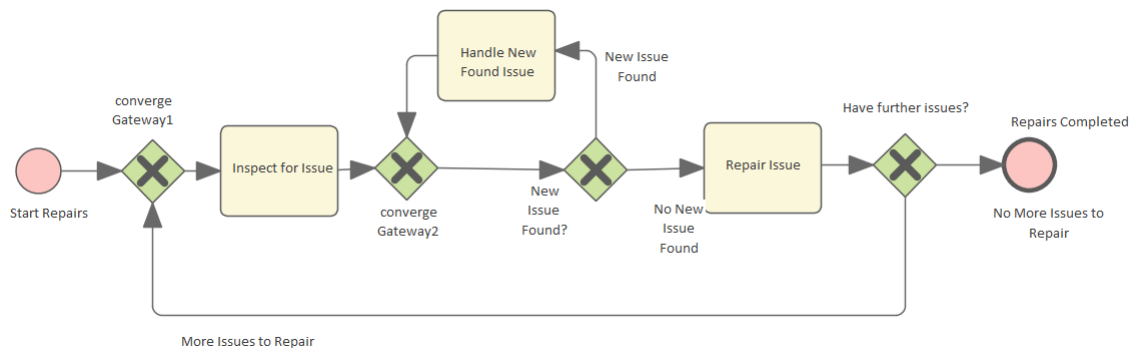 Handle New
Found Issue
New Issue
Found
converge
Gateway1
Have further issues?
Repairs Completed
Inspect for Issue
Repair Issue
Start Repairs
converge
Gateway2
New
Issue
Found?
No New
Issue
Found
No More Issues to
Repair
More Issues to Repair